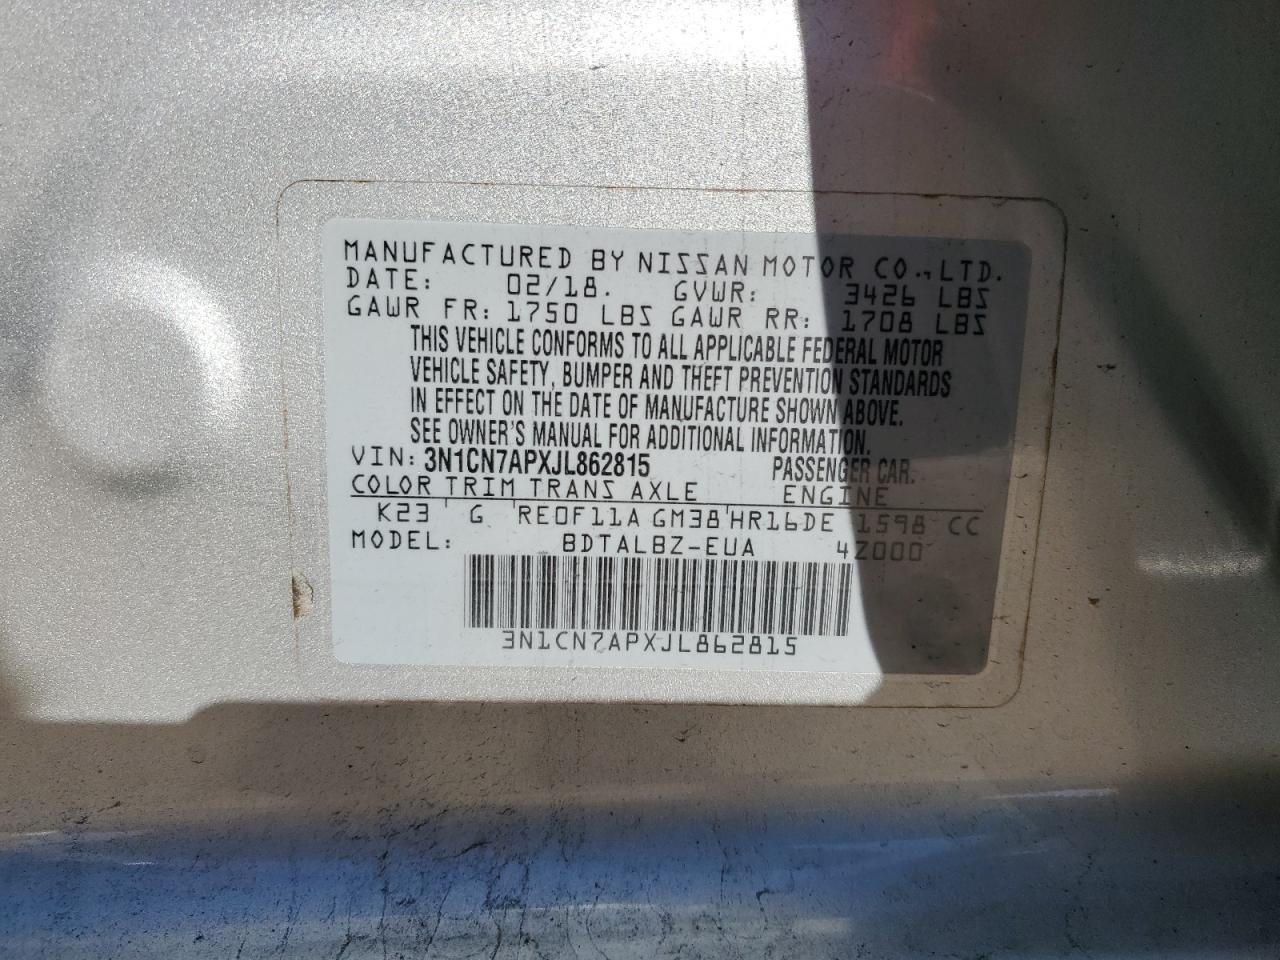 MANUFACTURED BY NISSAN MOTOR CO., LTD.
DATE: 02/18. GVWR: 3426 LBS
GAWR FR: 1750 LBS GAWR RR: 1708 LBS
THIS VEHICLE CONFORMS TO ALL APPLICABLE FEDERAL MOTOR
VEHICLE SAFETY, BUMPER AND THEFT PREVENTION STANDARDS
IN EFFECT ON THE DATE OF MANUFACTURE SHOWN ABOVE.
SEE OWNER'S MANUAL FOR ADDITIONAL INFORMATION.
VIN: 3N1CN7APXJL862815 PASSENGER CAR.
COLOR TRIM TRANS AXLE ENGINE
K23 G RE0F11A GM38 HR16DE 1598 CC
MODEL: BDTALBZ-EUA 4Z000
3N1CN7APXJL862815